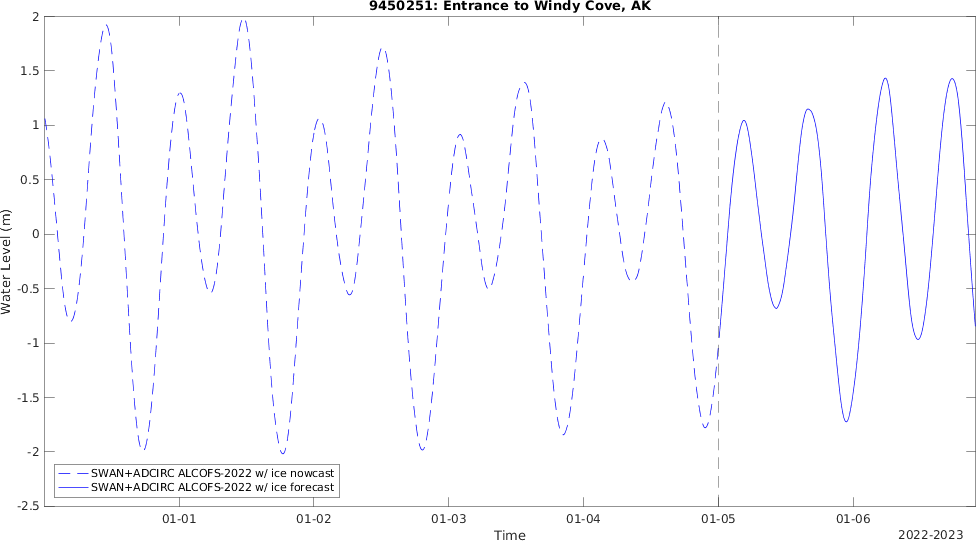 9450251: Entrance to Windy Cove, AK
2
1.5
1
0.5
0
-0.5
-1
-1.5
-2
-2.5
Water Level (m)
SWAN+ADCIRC ALCOFS-2022 w/ ice nowcast
SWAN+ADCIRC ALCOFS-2022 w/ ice forecast
01-01 01-02 01-03 01-04 01-05 01-06
Time
2022-2023